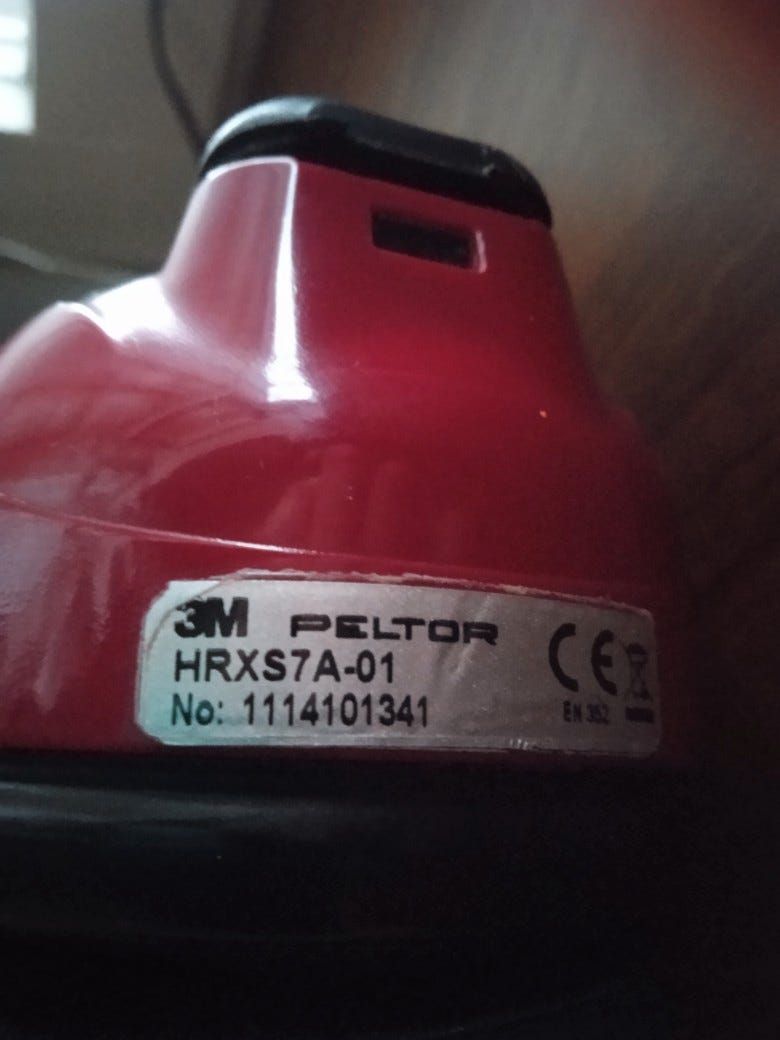 3M PELTOR
HRXS7A-01
No: 1114101341
CE
EN 352